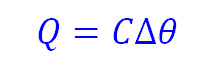 Q = CΔθ